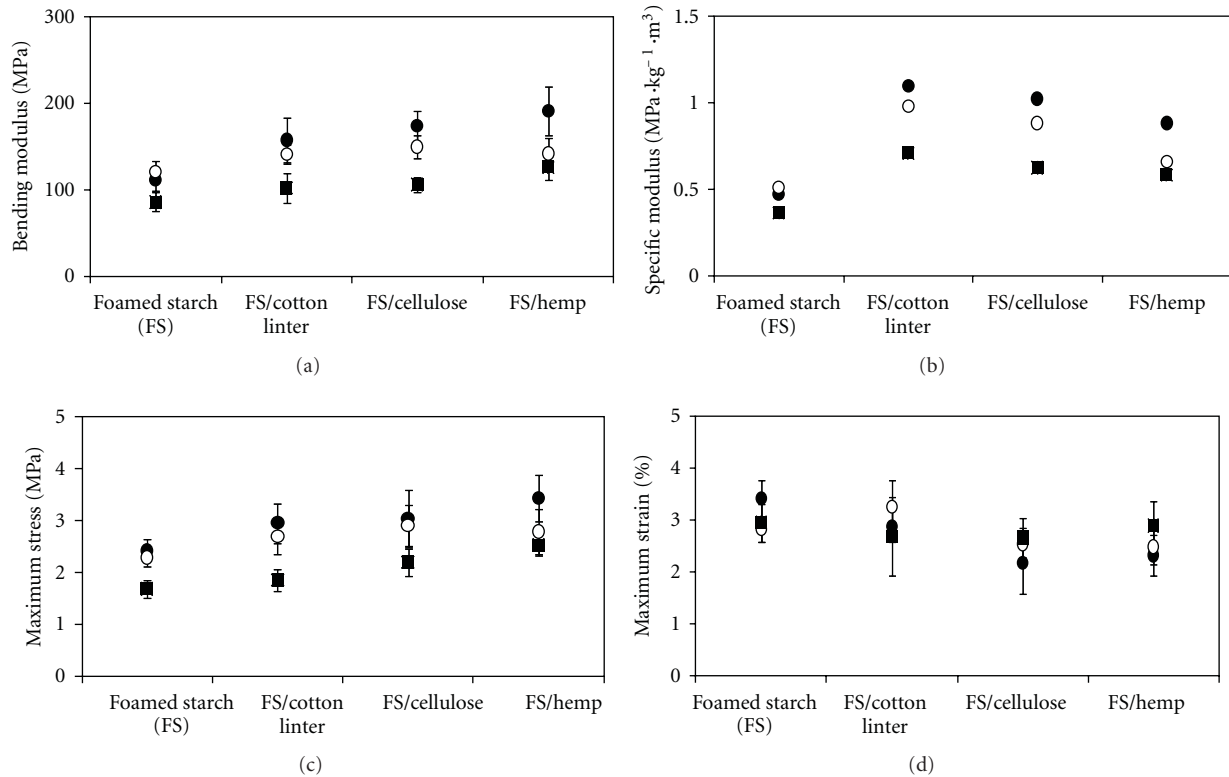 Bending modulus (MPa)
300
200
100
0
Foamed starch
(FS)
FS/cotton
linter
FS/cellulose
FS/hemp
(a)
Specific modulus (MPa·kg⁻¹·m³)
1.5
1
0.5
0
Foamed starch
(FS)
FS/cotton
linter
FS/cellulose
FS/hemp
(b)
Maximum stress (MPa)
5
4
3
2
1
0
Foamed starch
(FS)
FS/cotton
linter
FS/cellulose
FS/hemp
(c)
Maximum strain (%)
5
4
3
2
1
0
Foamed starch
(FS)
FS/cotton
linter
FS/cellulose
FS/hemp
(d)